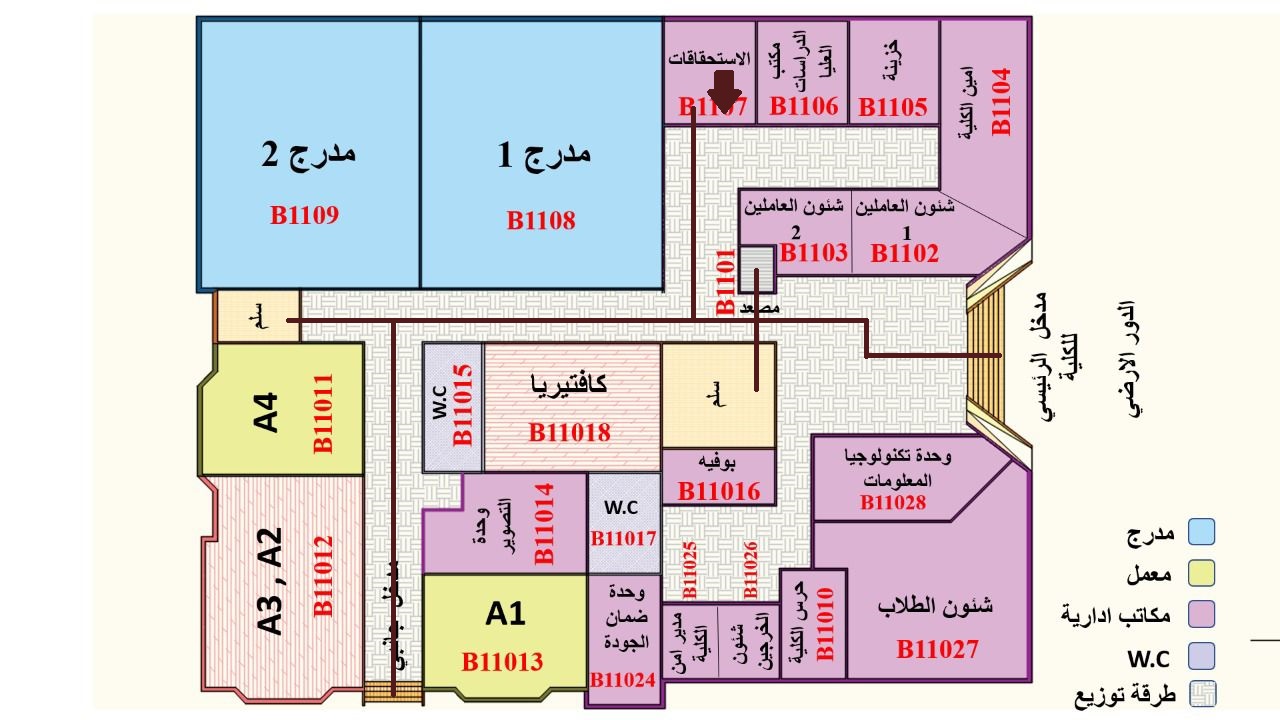 مدرج 2
B1109
مدرج 1
B1108
الاستحقاقات
B1107
مكتب
الدراسات
العليا
B1106
خزينة
B1105
امين الكلية
B1104
شئون العاملين
2
B1103
شئون العاملين
1
B1102
B1101
مصعد
مدخل الرئيسي
للكلية
الدور الارضي
سلم
A4
B11011
W.C
B11015
كافتيريا
B11018
سلم
بوفيه
B11016
وحدة تكنولوجيا
المعلومات
B11028
A3 , A2
B11012
مدخل جانبي
وحدة
التصوير
B11014
W.C
B11017
B11025
B11026
A1
B11013
وحدة
ضمان
الجودة
B11024
مدير امن
الكلية
شئون
الخرجين
حرس الكلية
B11010
شئون الطلاب
B11027
مدرج
معمل
مكاتب ادارية
W.C
طرقة توزيع